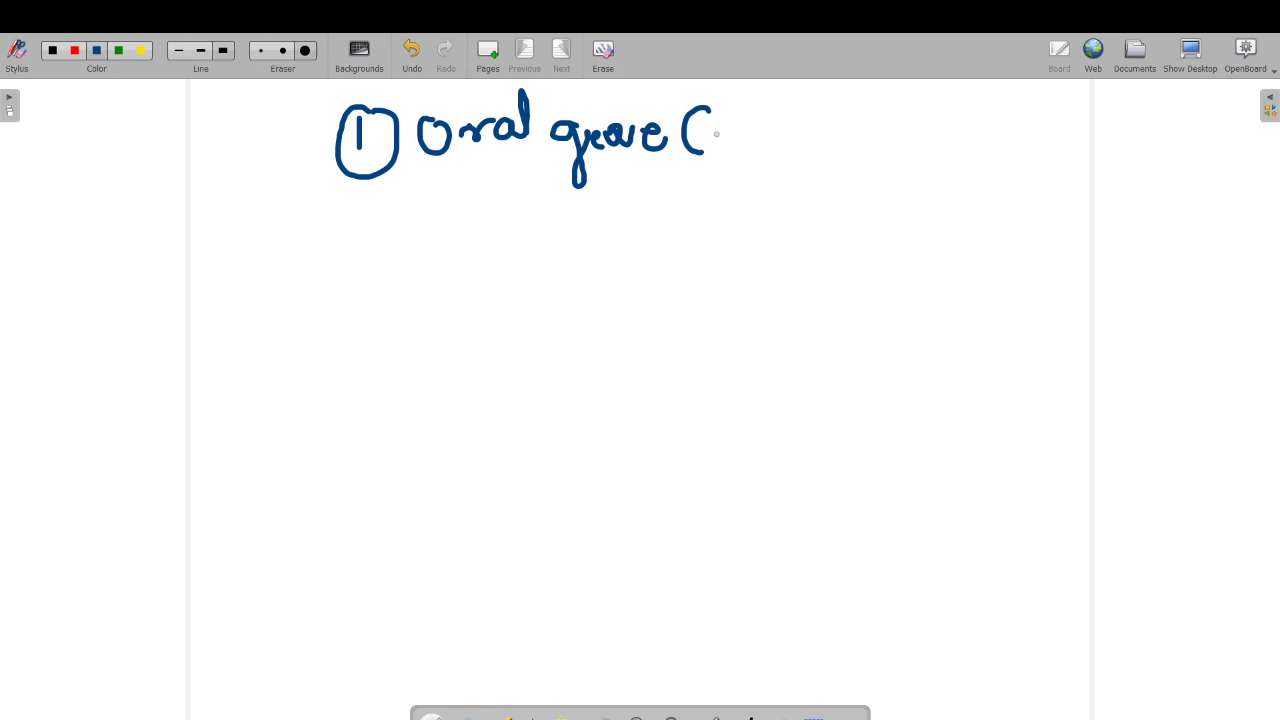 Stylus
Color
Line
Eraser
Backgrounds
Undo
Redo
Pages
Previous
Next
Erase
Board
Web
Documents
Show Desktop
OpenBoard
① Oral grove (